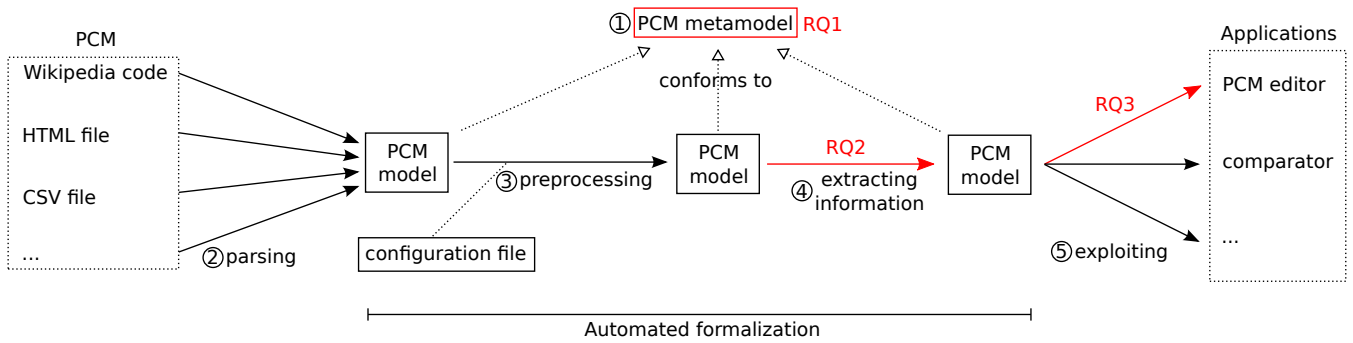 ① PCM metamodel RQ1
PCM
Applications
Wikipedia code
HTML file
CSV file
...
② parsing
PCM
model
conforms to
③ preprocessing
configuration file
PCM
model
RQ2
④ extracting
information
PCM
model
RQ3
⑤ exploiting
PCM editor
comparator
...
Automated formalization